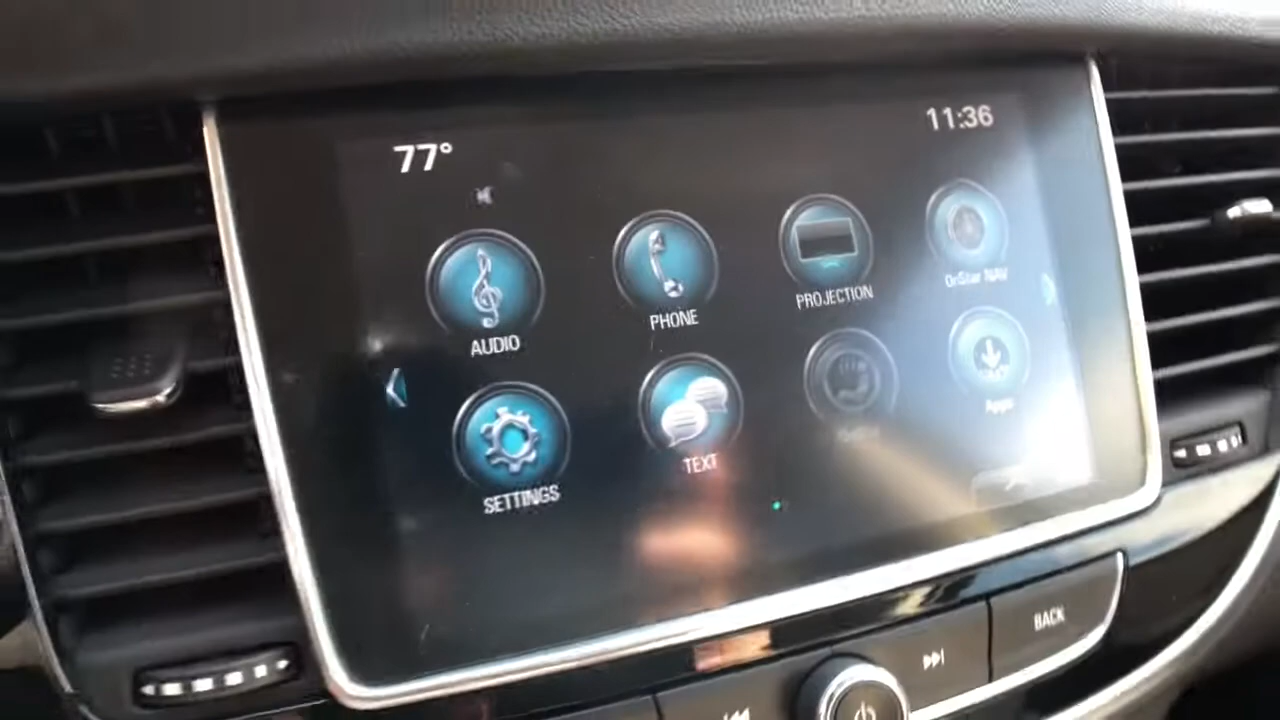 77°
11:36
AUDIO
PHONE
PROJECTION
OnStar NAV
SETTINGS
TEXT
Apps
BACK